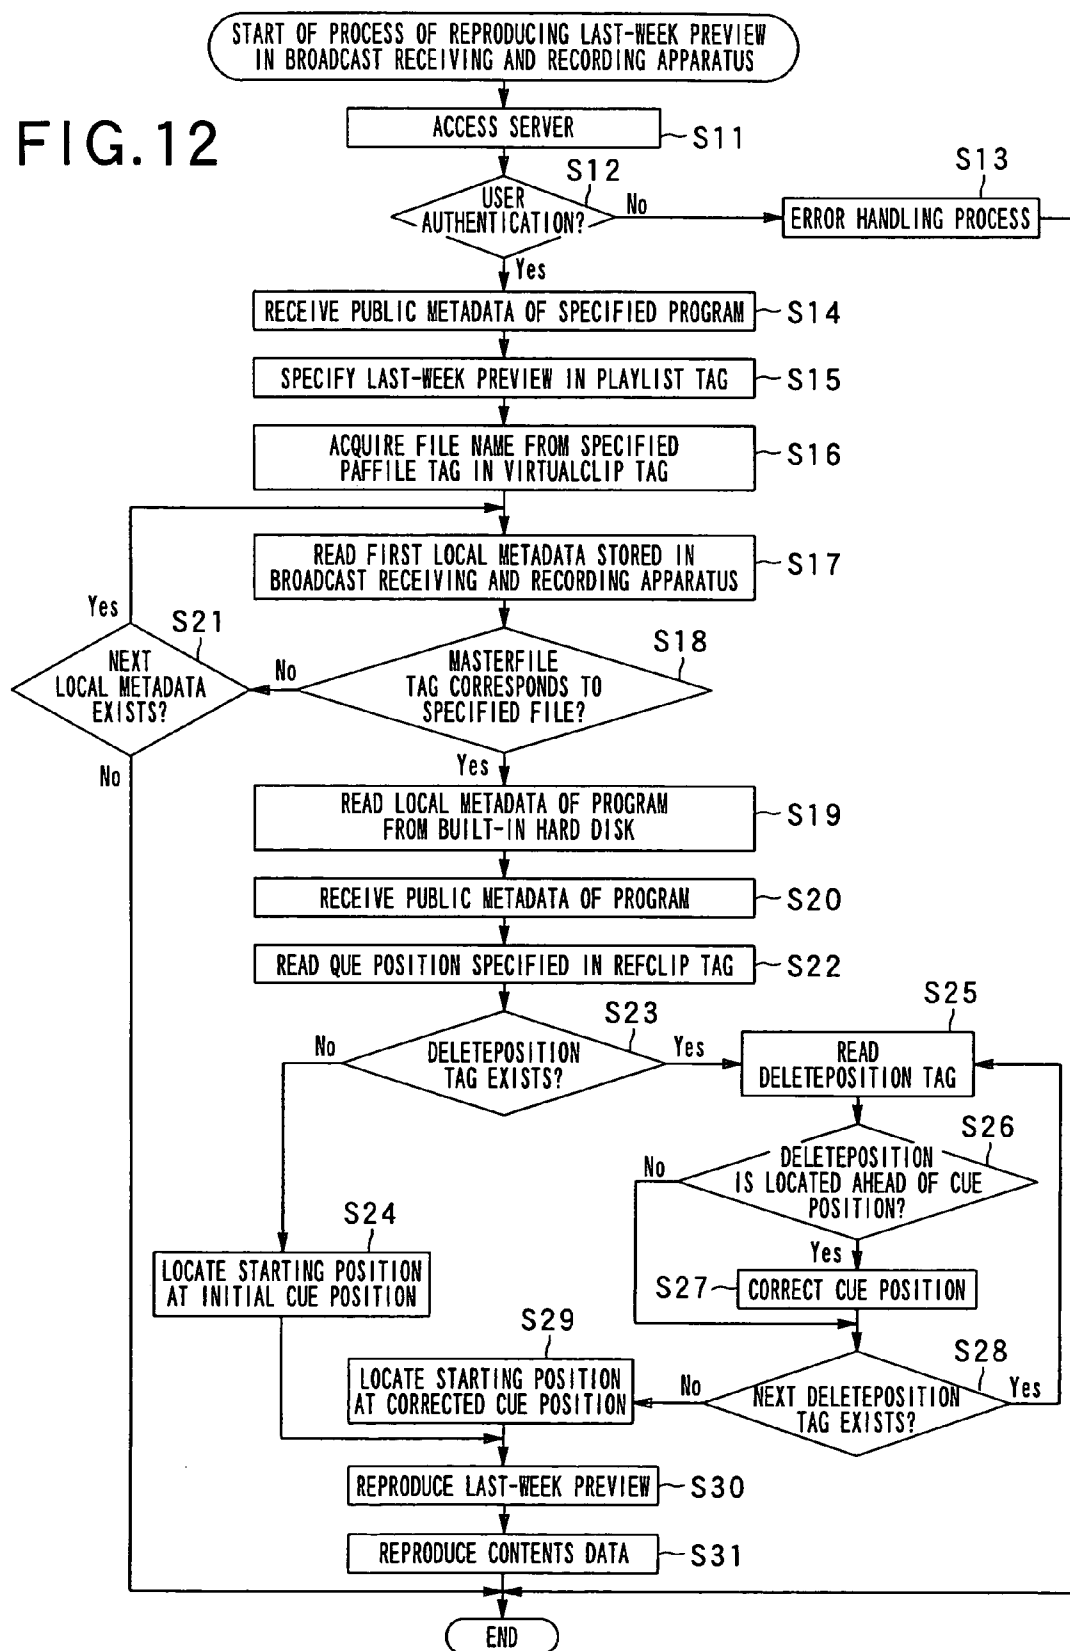 START OF PROCESS OF REPRODUCING LAST-WEEK PREVIEW
IN BROADCAST RECEIVING AND RECORDING APPARATUS
FIG.12
ACCESS SERVER
S11
S12
USER
AUTHENTICATION?
No
Yes
S13
ERROR HANDLING PROCESS
RECEIVE PUBLIC METADATA OF SPECIFIED PROGRAM
S14
SPECIFY LAST-WEEK PREVIEW IN PLAYLIST TAG
S15
ACQUIRE FILE NAME FROM SPECIFIED
PAFFILE TAG IN VIRTUALCLIP TAG
S16
READ FIRST LOCAL METADATA STORED IN
BROADCAST RECEIVING AND RECORDING APPARATUS
S17
Yes
S21
NEXT
LOCAL METADATA
EXISTS?
No
No
S18
MASTERFILE
TAG CORRESPONDS TO
SPECIFIED FILE?
Yes
READ LOCAL METADATA OF PROGRAM
FROM BUILT-IN HARD DISK
S19
RECEIVE PUBLIC METADATA OF PROGRAM
S20
READ QUE POSITION SPECIFIED IN REFCLIP TAG
S22
S23
No
DELETEPOSITION
TAG EXISTS?
Yes
S25
READ
DELETEPOSITION TAG
S26
No
DELETEPOSITION
IS LOCATED AHEAD OF CUE
POSITION?
Yes
S24
LOCATE STARTING POSITION
AT INITIAL CUE POSITION
S27
CORRECT CUE POSITION
S29
LOCATE STARTING POSITION
AT CORRECTED CUE POSITION
S28
No
NEXT DELETEPOSITION
TAG EXISTS?
Yes
REPRODUCE LAST-WEEK PREVIEW
S30
REPRODUCE CONTENTS DATA
S31
END